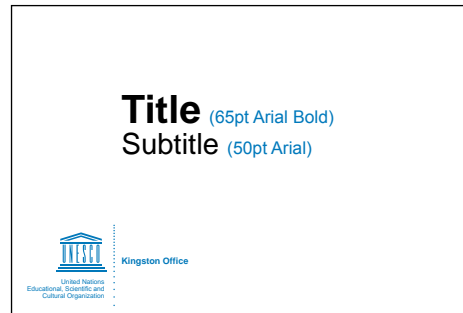 Title (65pt Arial Bold)
Subtitle (50pt Arial)
UNESCO
Kingston Office
United Nations
Educational, Scientific and
Cultural Organization